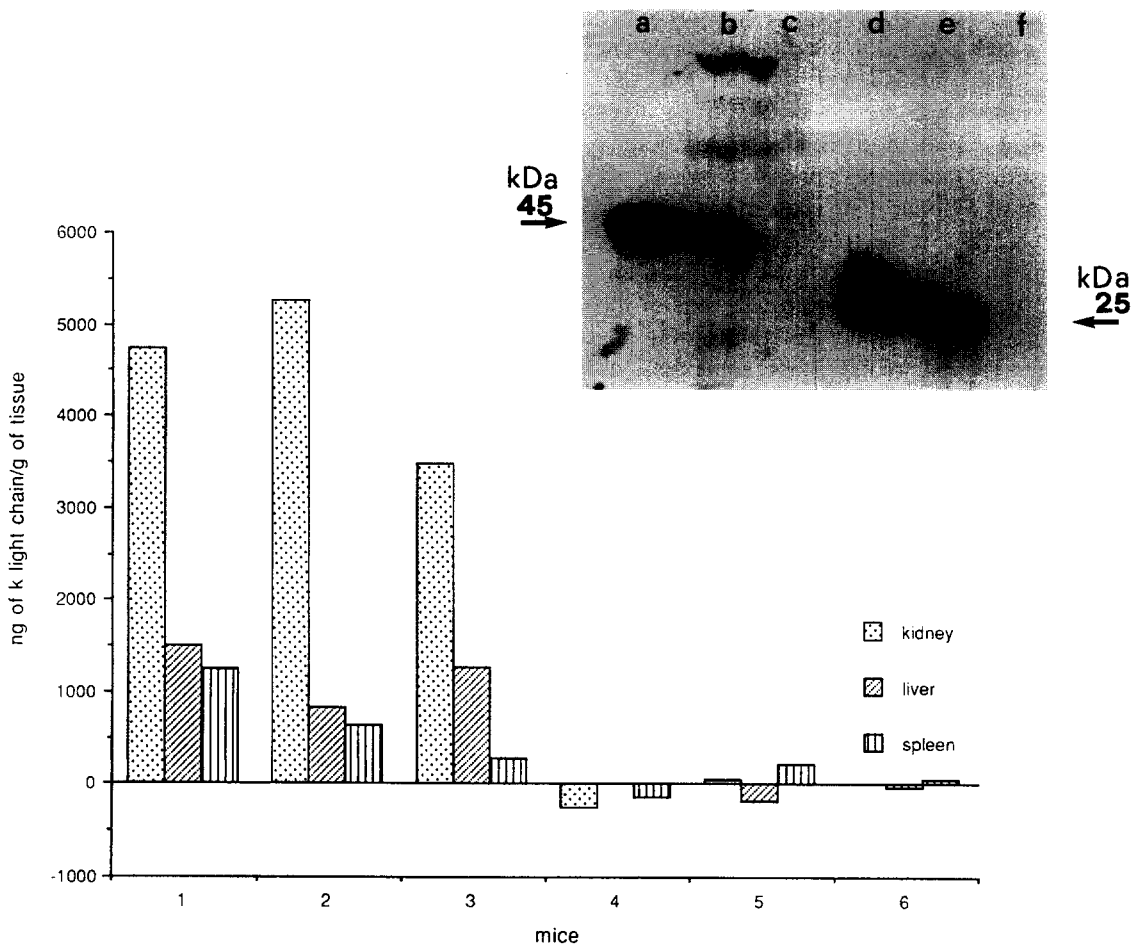 a b c d e f
kDa
45
kDa
25
6000
5000
4000
3000
2000
1000
0
-1000
ng of k light chain/g of tissue
kidney
liver
spleen
1 2 3 4 5 6
mice